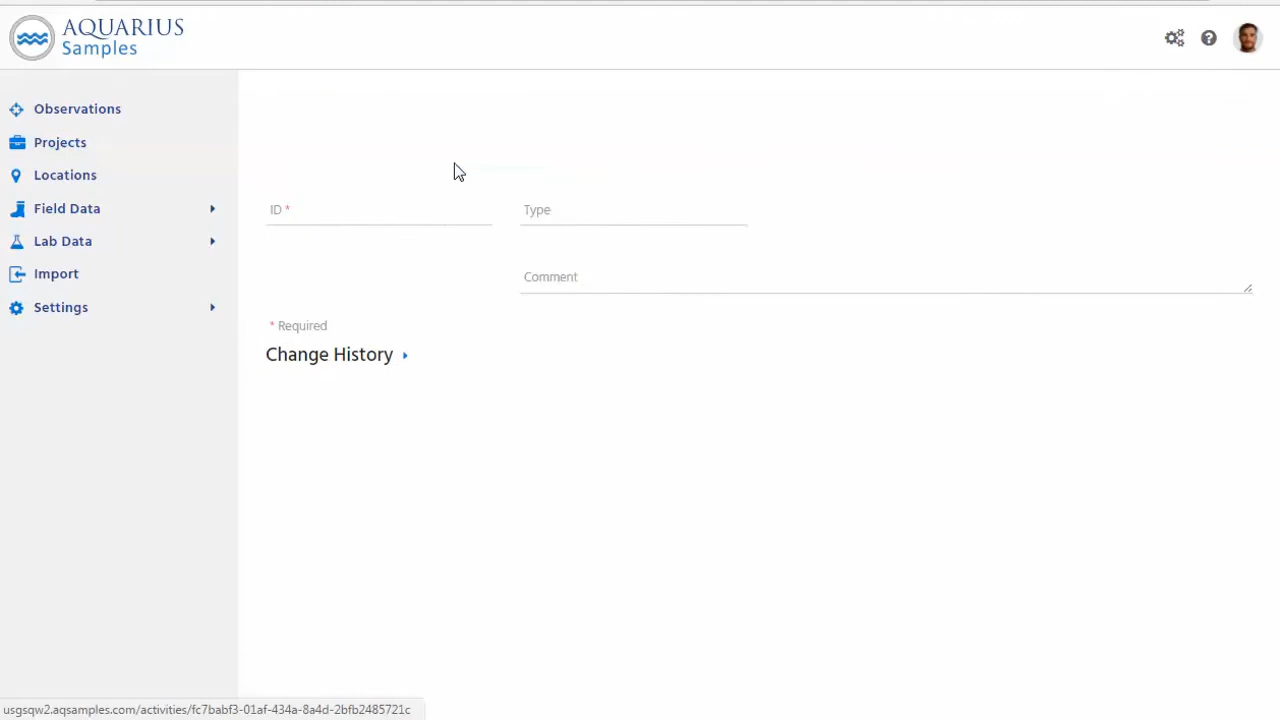 AQUARIUS
Samples
Observations
Projects
Locations
Field Data
Lab Data
Import
Settings
ID *
Type
Comment
* Required
Change History
usgsqw2.aqsamples.com/activities/fc7babf3-01af-434a-8a4d-2bfb2485721c